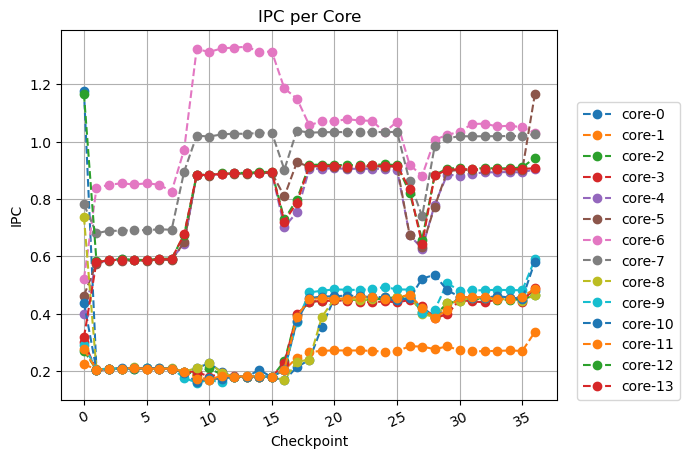 IPC per Core
IPC
1.2
1.0
0.8
0.6
0.4
0.2
0
5
10
15
20
25
30
35
Checkpoint
core-0
core-1
core-2
core-3
core-4
core-5
core-6
core-7
core-8
core-9
core-10
core-11
core-12
core-13